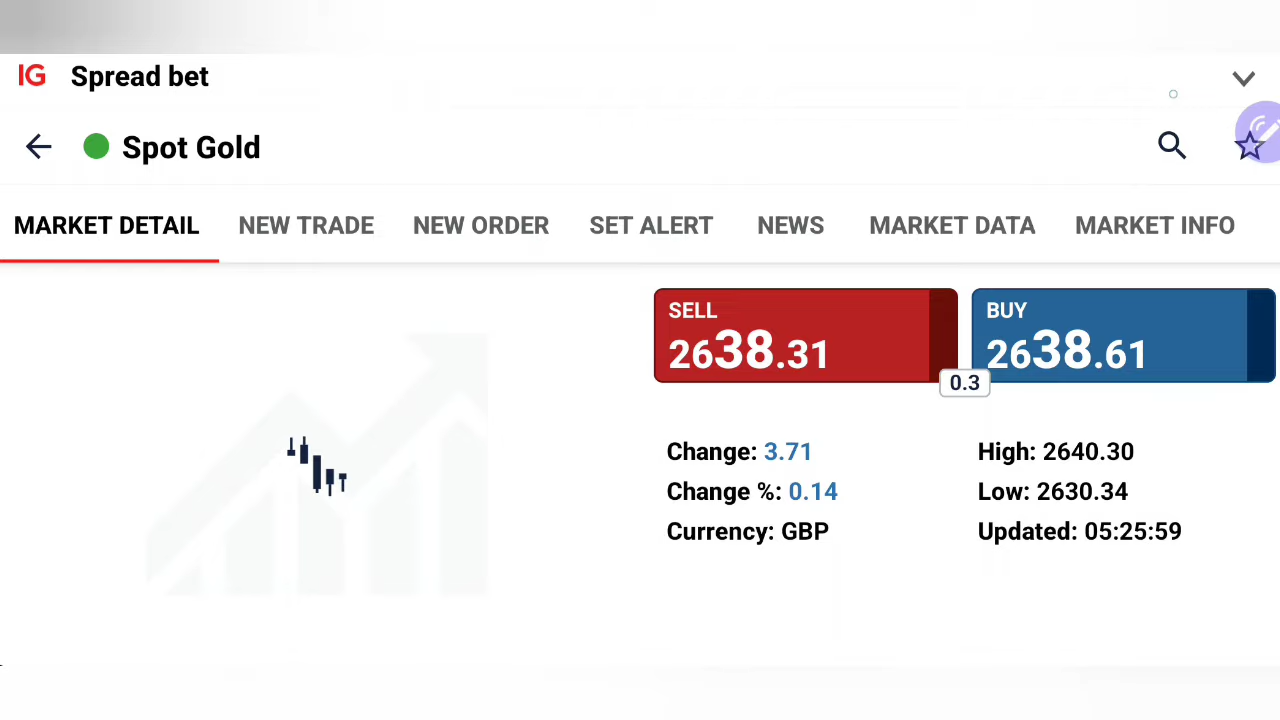 IG Spread bet
Spot Gold
MARKET DETAIL NEW TRADE NEW ORDER SET ALERT NEWS MARKET DATA MARKET INFO
SELL BUY
2638.31 2638.61
0.3
Change: 3.71 High: 2640.30
Change %: 0.14 Low: 2630.34
Currency: GBP Updated: 05:25:59